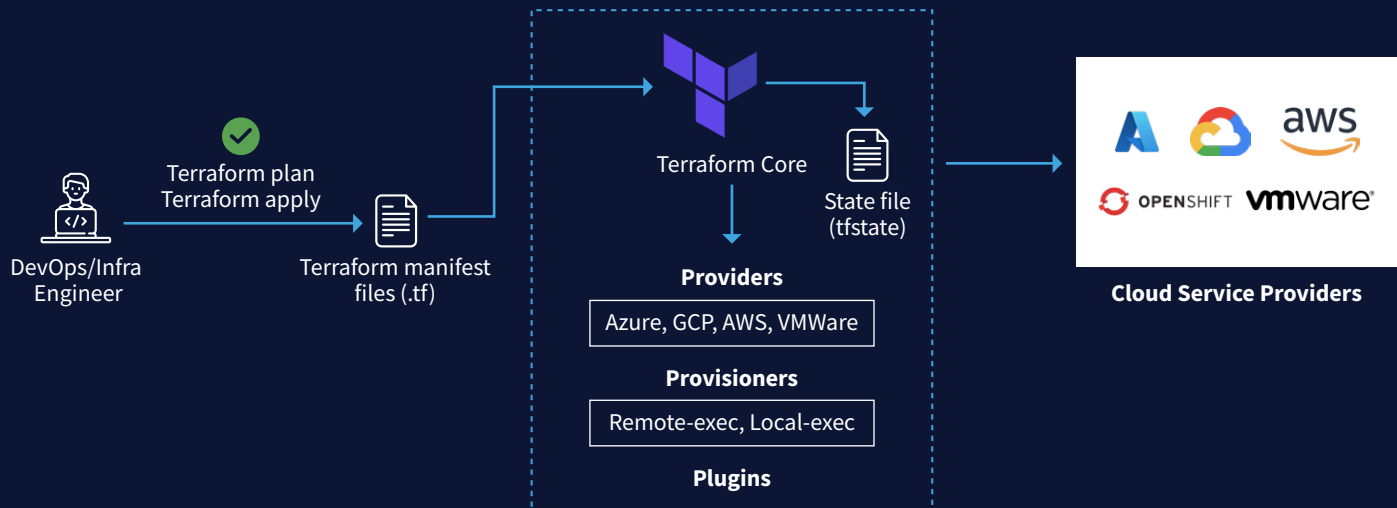 Terraform plan
Terraform apply
DevOps/Infra
Engineer
</>
Terraform manifest
files (.tf)
Terraform Core
State file
(tfstate)
Providers
Azure, GCP, AWS, VMWare
Provisioners
Remote-exec, Local-exec
Plugins
aws
OPENSHIFT
vmware®
Cloud Service Providers